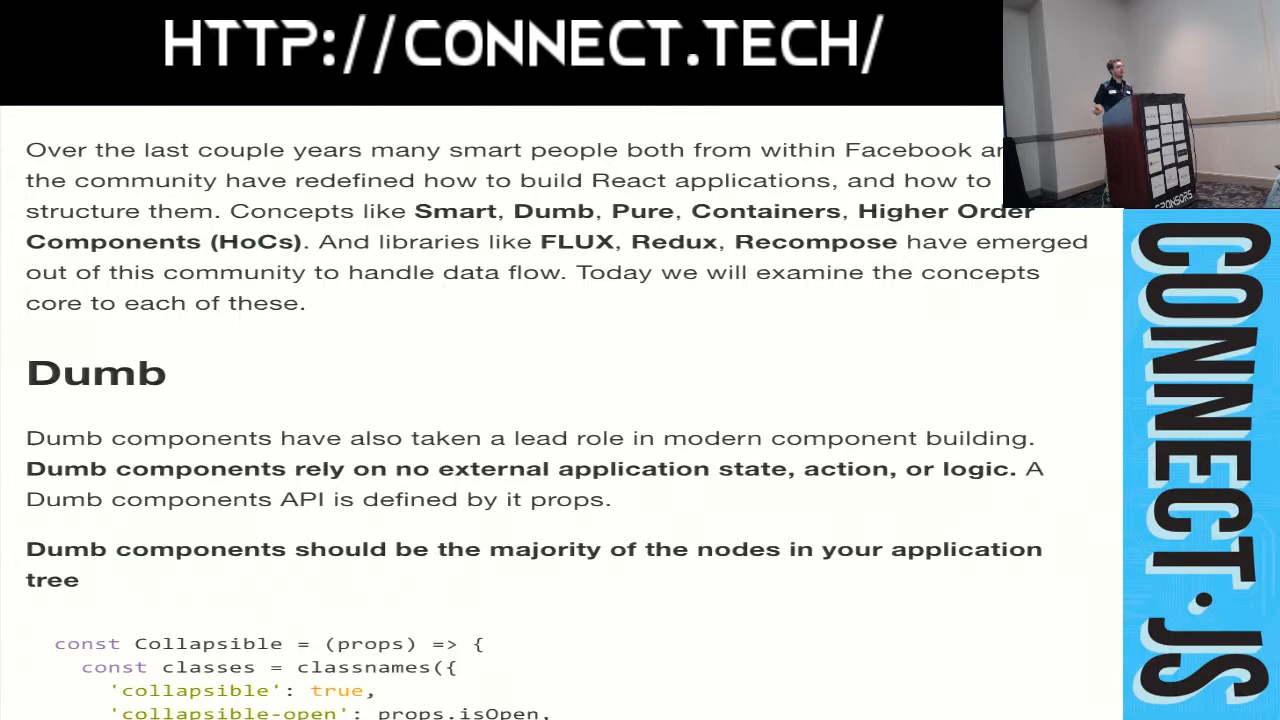 HTTP://CONNECT.TECH/
Over the last couple years many smart people both from within Facebook
the community have redefined how to build React applications, and how to
structure them. Concepts like Smart, Dumb, Pure, Containers, Higher Order
Components (HoCs). And libraries like FLUX, Redux, Recompose have emerged
out of this community to handle data flow. Today we will examine the concepts
core to each of these.
Dumb
Dumb components have also taken a lead role in modern component building.
Dumb components rely on no external application state, action, or logic. A
Dumb components API is defined by it props.
Dumb components should be the majority of the nodes in your application
tree
const Collapsible = (props) => {
const classes = classnames({
'collapsible': true,
'collapsible-open': props.isOpen,
SPONSORS
CONNECT.JS